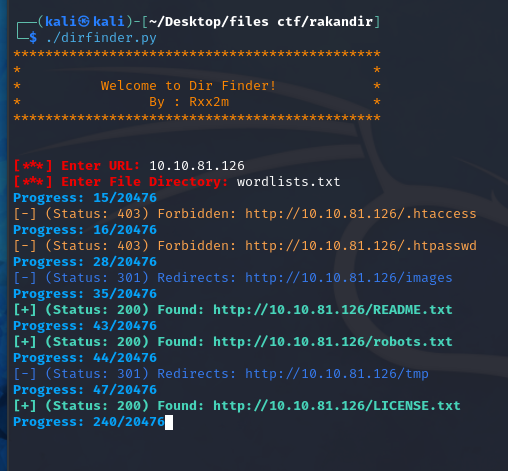 (kali㉿kali)-[~/Desktop/files ctf/rakandir]
$ ./dirfinder.py
**********************************************
* *
* Welcome to Dir Finder! *
* By : Rxx2m *
**********************************************
[***] Enter URL: 10.10.81.126
[***] Enter File Directory: wordlists.txt
Progress: 15/20476
[-] (Status: 403) Forbidden: http://10.10.81.126/.htaccess
Progress: 16/20476
[-] (Status: 403) Forbidden: http://10.10.81.126/.htpasswd
Progress: 28/20476
[-] (Status: 301) Redirects: http://10.10.81.126/images
Progress: 35/20476
[+] (Status: 200) Found: http://10.10.81.126/README.txt
Progress: 43/20476
[+] (Status: 200) Found: http://10.10.81.126/robots.txt
Progress: 44/20476
[-] (Status: 301) Redirects: http://10.10.81.126/tmp
Progress: 47/20476
[+] (Status: 200) Found: http://10.10.81.126/LICENSE.txt
Progress: 240/20476